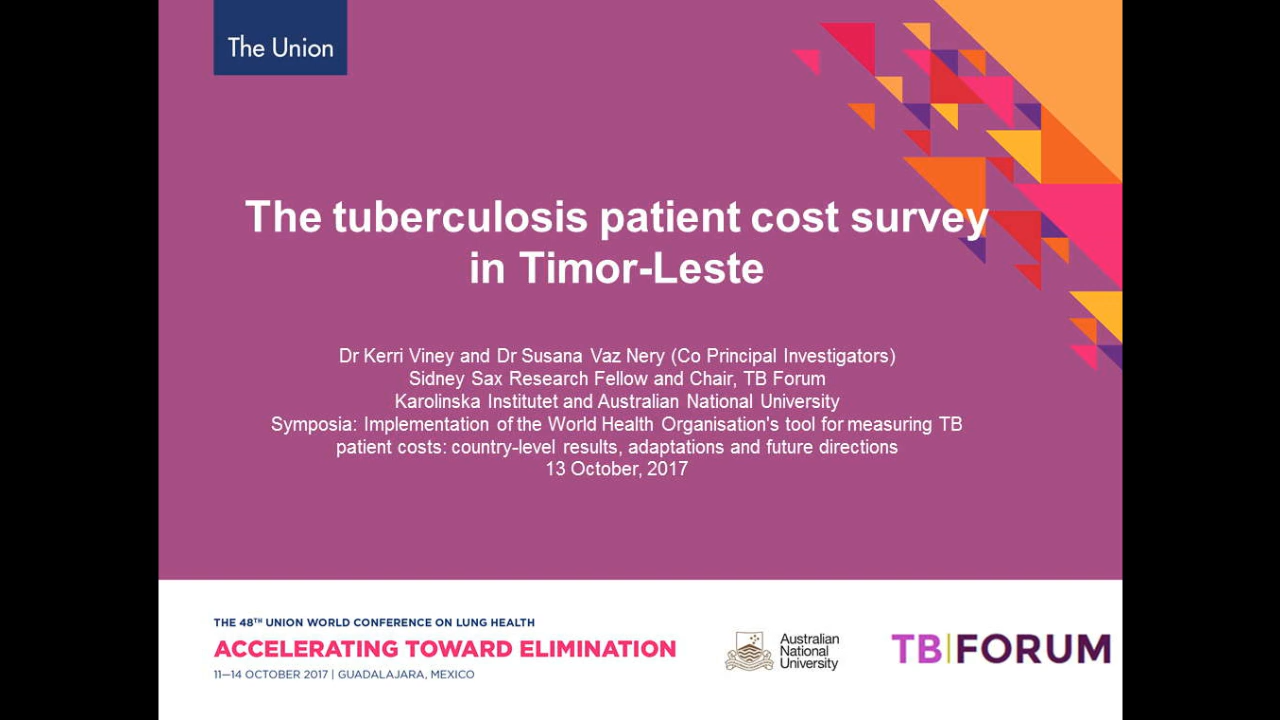 The Union
The tuberculosis patient cost survey
in Timor-Leste
Dr Kerri Viney and Dr Susana Vaz Nery (Co Principal Investigators)
Sidney Sax Research Fellow and Chair, TB Forum
Karolinska Institutet and Australian National University
Symposia: Implementation of the World Health Organisation's tool for measuring TB
patient costs: country-level results, adaptations and future directions
13 October, 2017
THE 48TH UNION WORLD CONFERENCE ON LUNG HEALTH
ACCELERATING TOWARD ELIMINATION
11–14 OCTOBER 2017 | GUADALAJARA, MEXICO
Australian
National
University
TB|FORUM